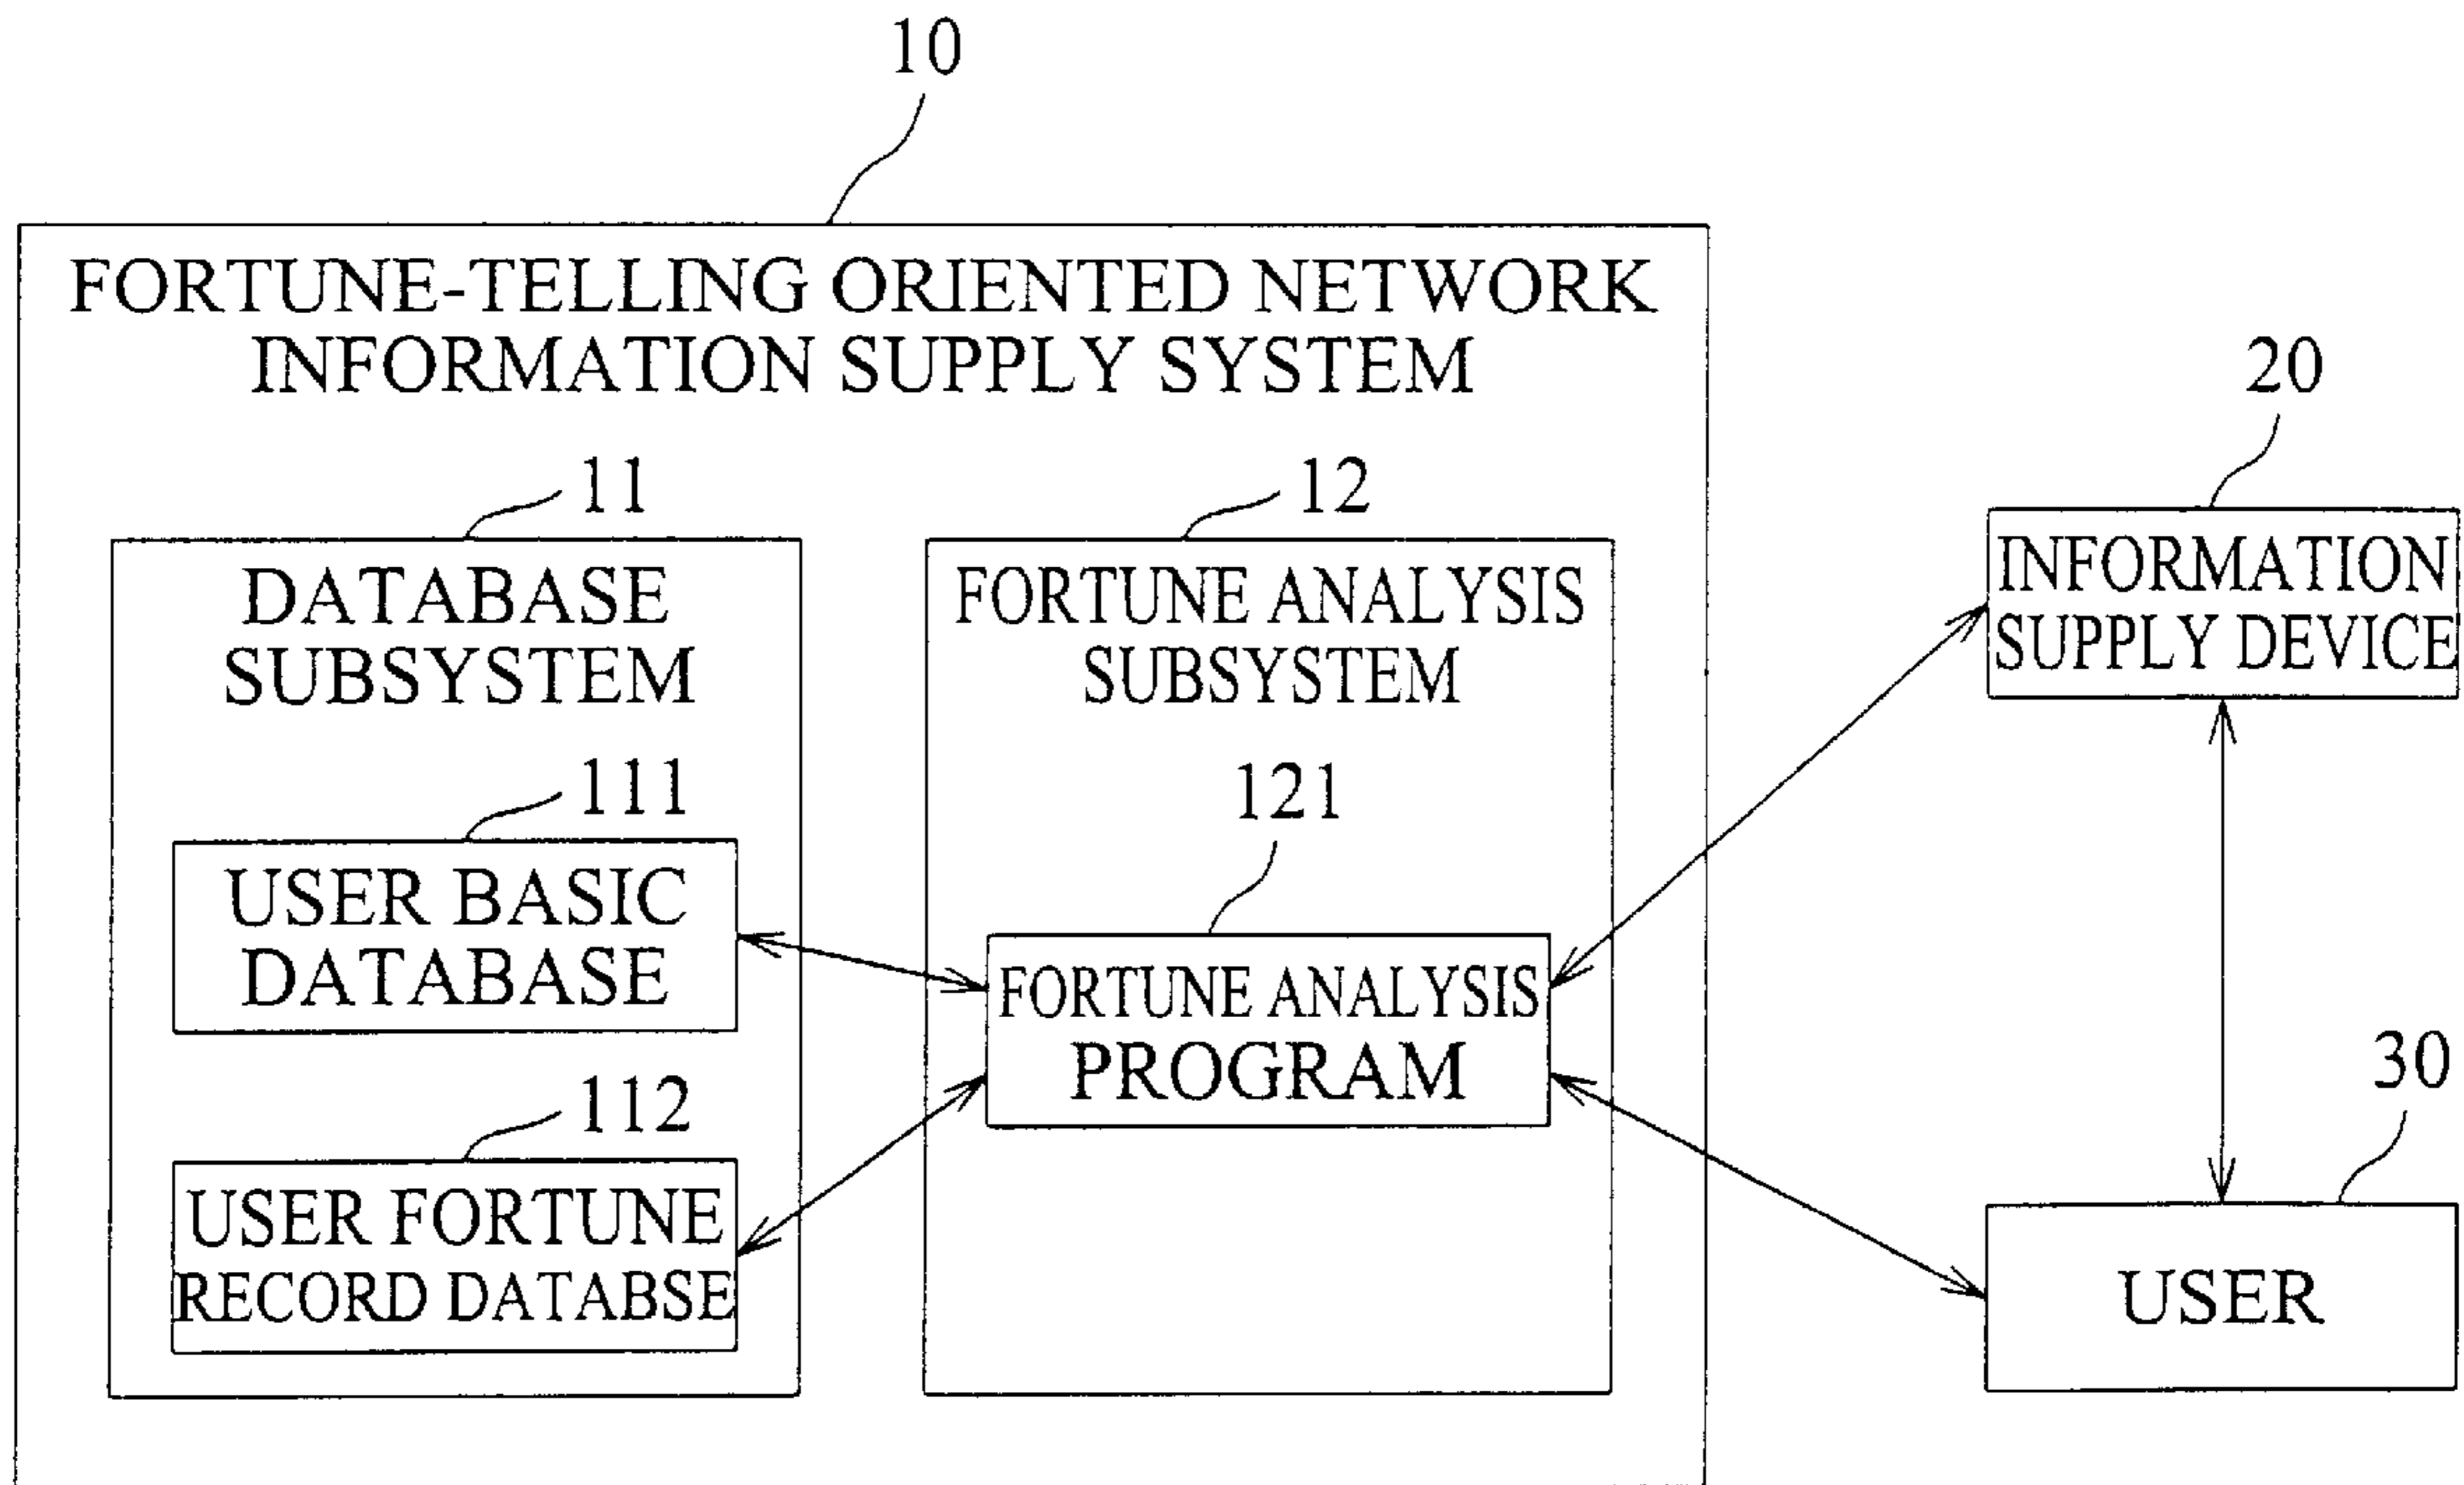 10
FORTUNE-TELLING ORIENTED NETWORK
INFORMATION SUPPLY SYSTEM
20
11
12
DATABASE
SUBSYSTEM
FORTUNE ANALYSIS
SUBSYSTEM
INFORMATION
SUPPLY DEVICE
111
121
USER BASIC
DATABASE
FORTUNE ANALYSIS
PROGRAM
30
112
USER FORTUNE
RECORD DATABSE
USER